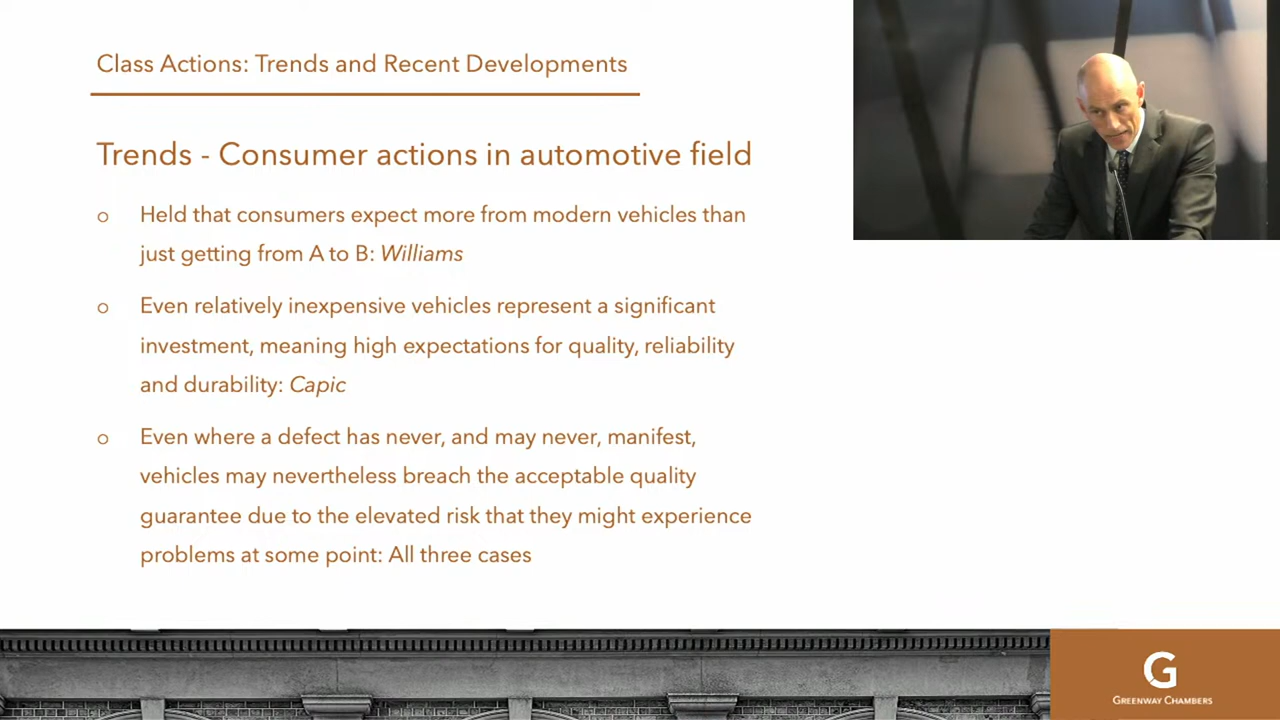 Class Actions: Trends and Recent Developments
Trends - Consumer actions in automotive field
o Held that consumers expect more from modern vehicles than
just getting from A to B: Williams
o Even relatively inexpensive vehicles represent a significant
investment, meaning high expectations for quality, reliability
and durability: Capic
o Even where a defect has never, and may never, manifest,
vehicles may nevertheless breach the acceptable quality
guarantee due to the elevated risk that they might experience
problems at some point: All three cases
G
GREENWAY CHAMBERS